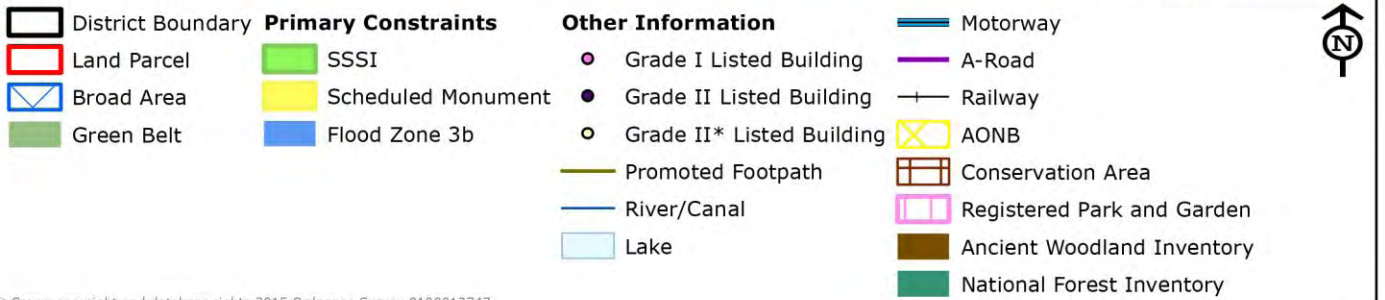 District Boundary
Land Parcel
Broad Area
Green Belt
Primary Constraints
SSSI
Scheduled Monument
Flood Zone 3b
Other Information
Grade I Listed Building
Grade II Listed Building
Grade II* Listed Building
Promoted Footpath
River/Canal
Lake
Motorway
A-Road
Railway
AONB
Conservation Area
Registered Park and Garden
Ancient Woodland Inventory
National Forest Inventory
N